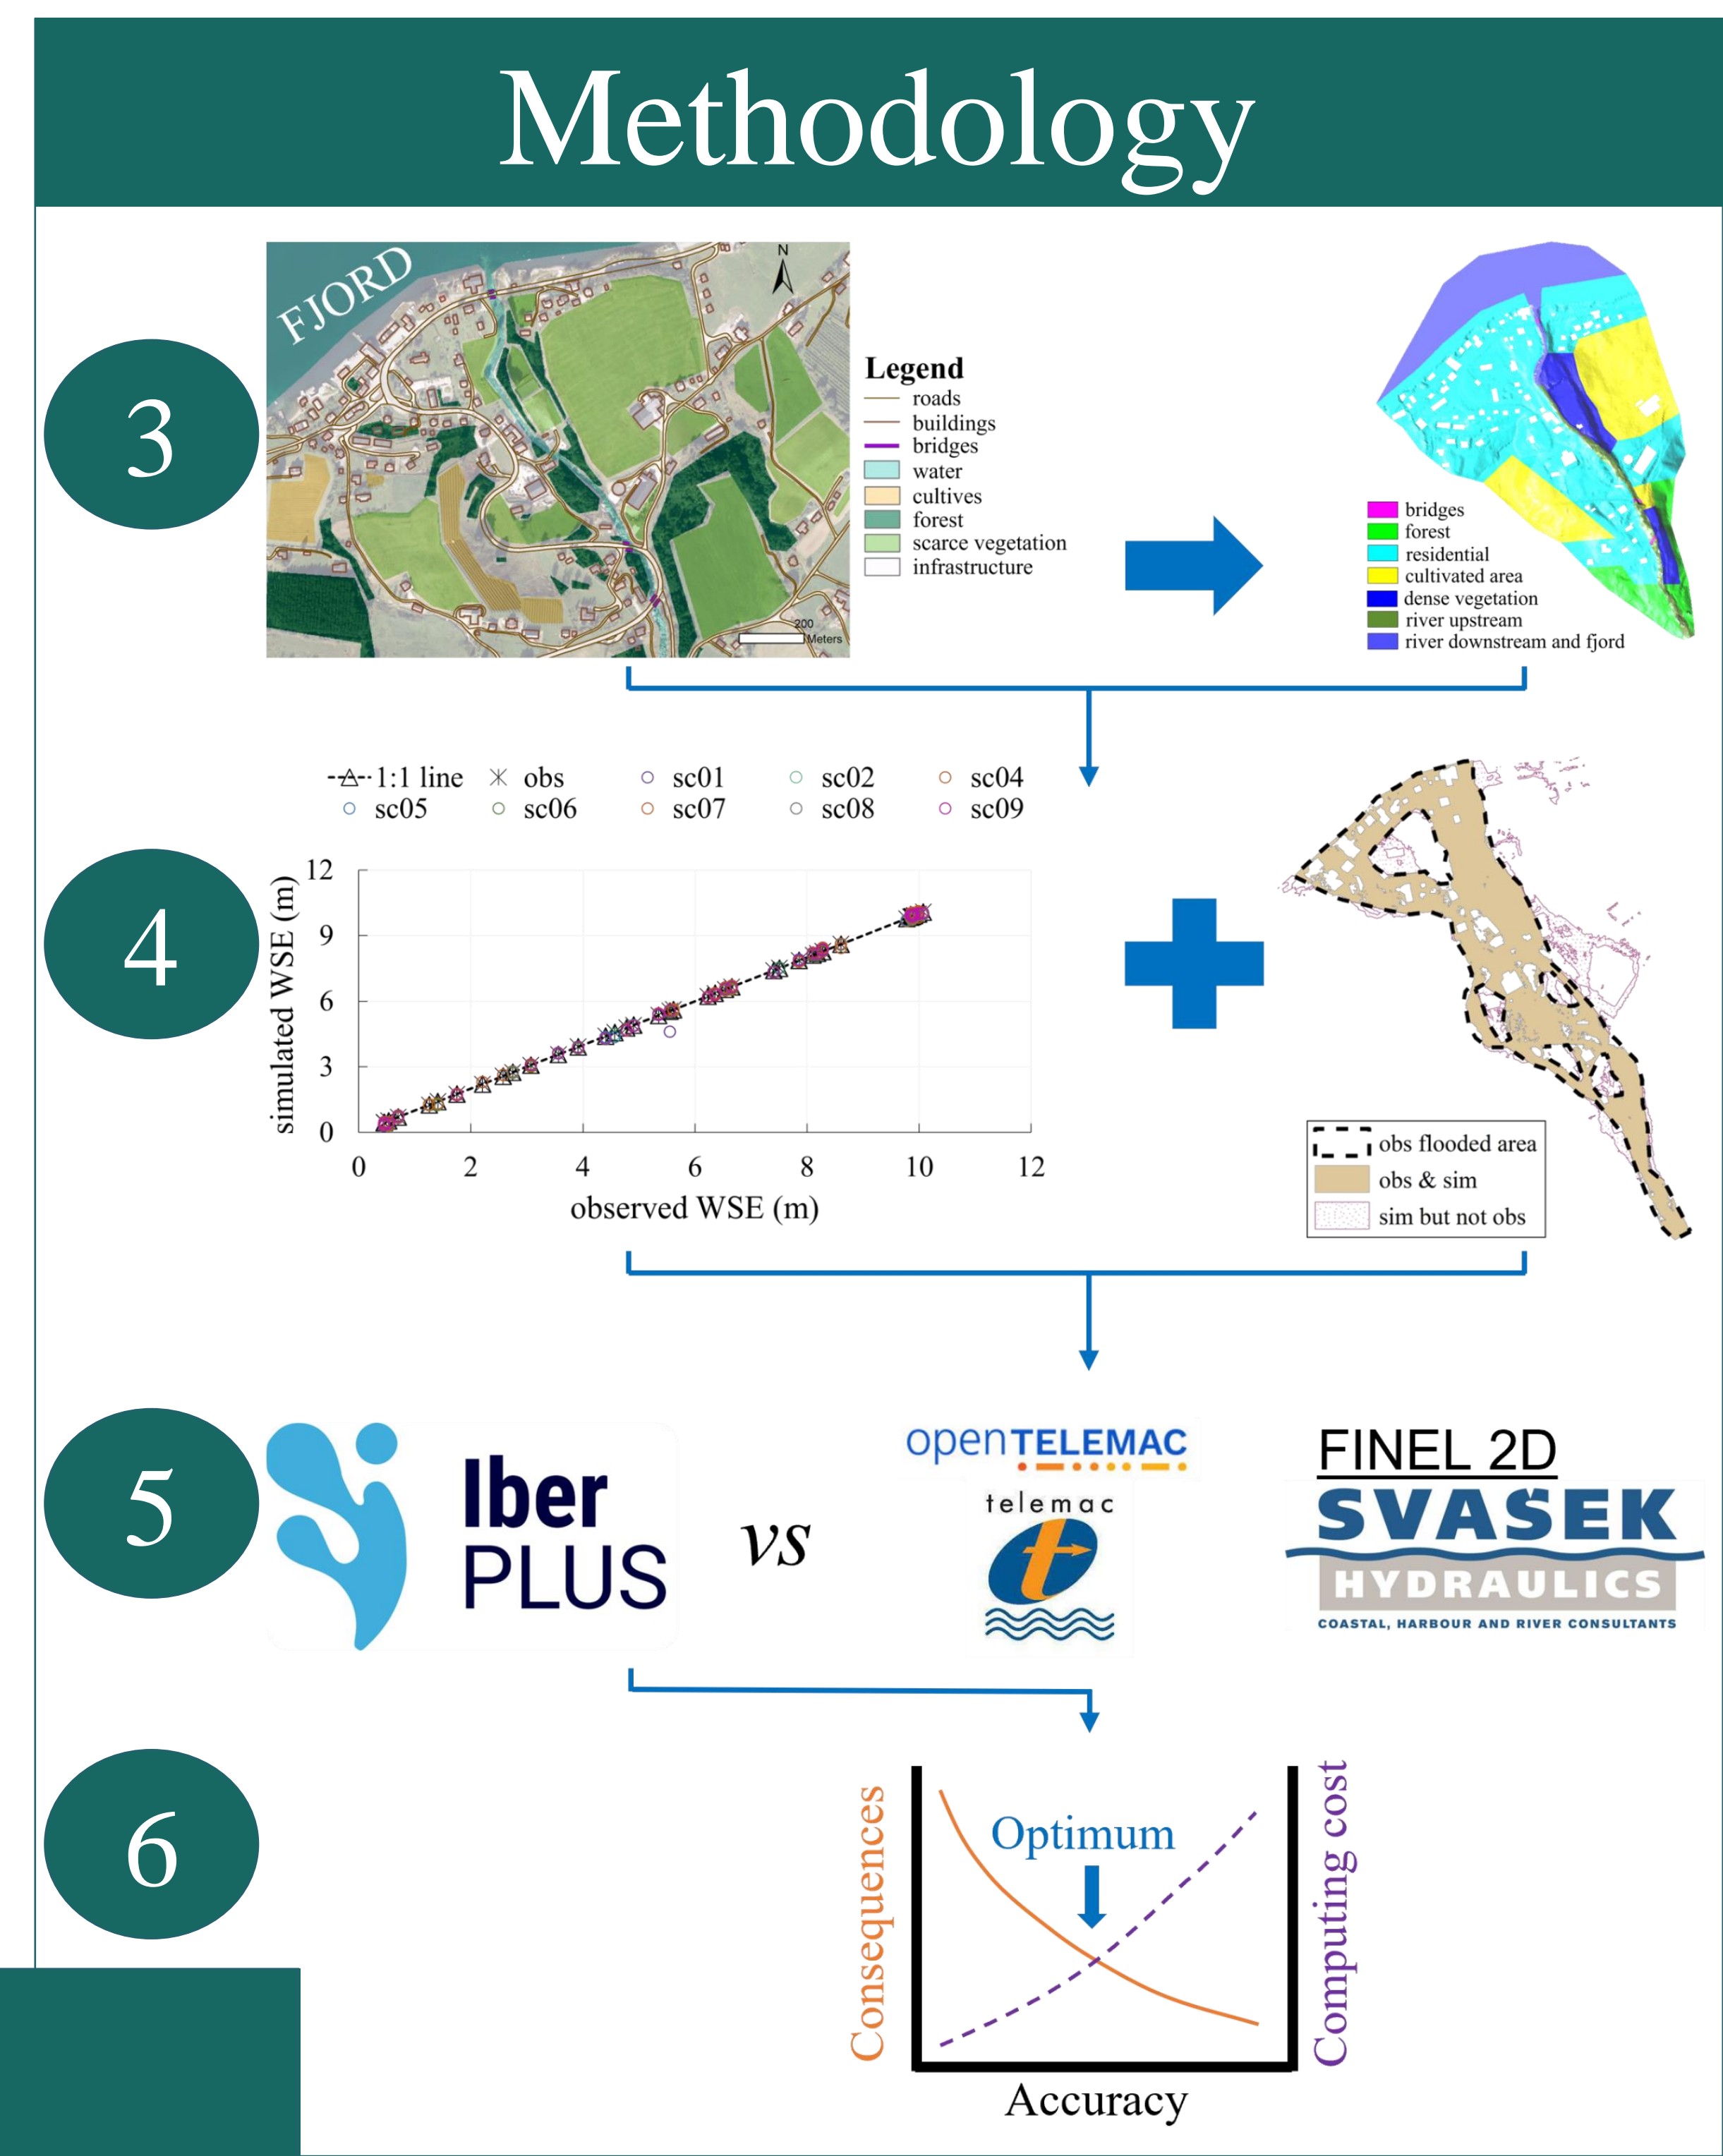 Methodology
3
FJORD
N
200
Meters
Legend
roads
buildings
bridges
water
cultives
forest
scarce vegetation
infrastructure
bridges
forest
residential
cultivated area
dense vegetation
river upstream
river downstream and fjord
4
1:1 line obs sc01 sc02 sc04
sc05 sc06 sc07 sc08 sc09
simulated WSE (m)
12
9
6
3
0
0 2 4 6 8 10 12
observed WSE (m)
obs flooded area
obs & sim
sim but not obs
5
Iber
PLUS
vs
openTELEMAC
telemac
t
FINEL 2D
SVAŠEK
HYDRAULICS
COASTAL, HARBOUR AND RIVER CONSULTANTS
6
Consequences
Optimum
Computing cost
Accuracy